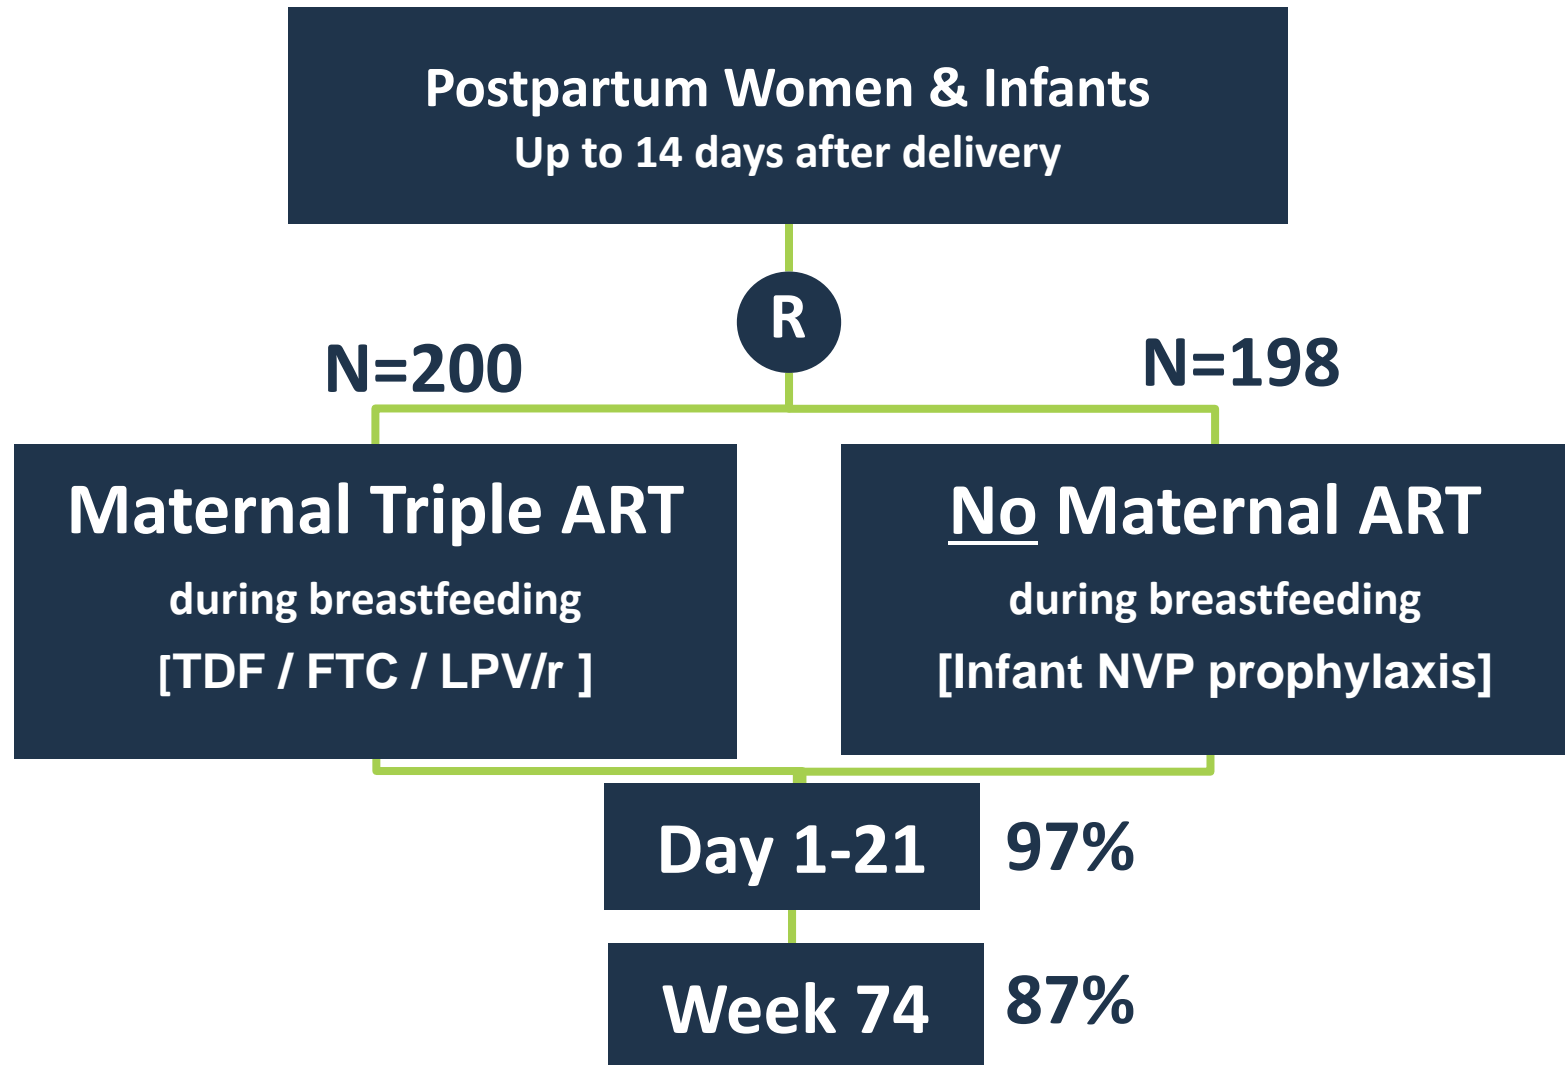 Postpartum Women & Infants
Up to 14 days after delivery
R
N=200
N=198
Maternal Triple ART
during breastfeeding
[TDF / FTC / LPV/r ]
No Maternal ART
during breastfeeding
[Infant NVP prophylaxis]
Day 1-21
97%
Week 74
87%